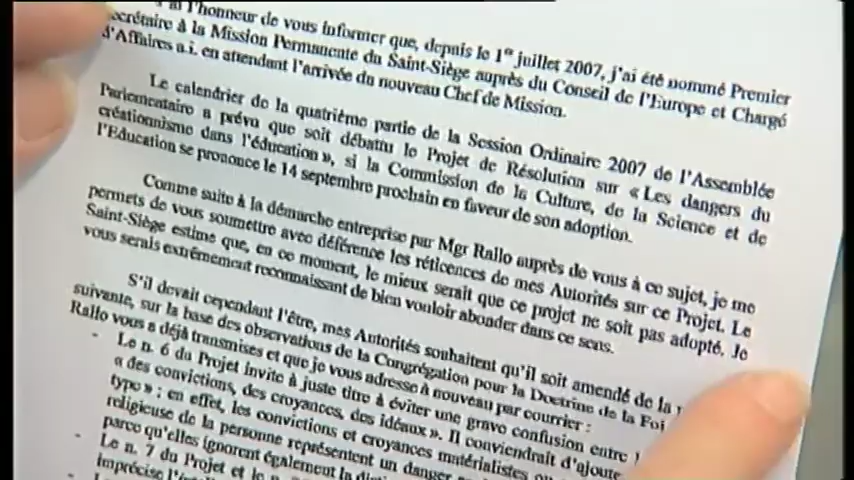 J'ai l'honneur de vous informer que, depuis le 1er juillet 2007, j'ai été nommé Premier
Secrétaire à la Mission Permanente du Saint-Siège auprès du Conseil de l'Europe et Chargé
d'Affaires a.i. en attendant l'arrivée du nouveau Chef de Mission.
Le calendrier de la quatrième partie de la Session Ordinaire 2007 de l'Assemblée
Parlementaire a prévu que soit débattu le Projet de Résolution sur « Les dangers du
créationnisme dans l'éducation », si la Commission de la Culture, de la Science et de
l'Education se prononce le 14 septembre prochain en faveur de son adoption.
Comme suite à la démarche entreprise par Mgr Rallo auprès de vous à ce sujet, je me
permets de vous soumettre avec déférence les réticences de mes Autorités sur ce Projet. Le
Saint-Siège estime que, en ce moment, le mieux serait que ce projet ne soit pas adopté. Je
vous serais extrêmement reconnaissant de bien vouloir abonder dans ce sens.
S'il devait cependant l'être, mes Autorités souhaitent qu'il soit amendé de la
suivante, sur la base des observations de la Congrégation pour la Doctrine de la Foi
Rallo vous a déjà transmises et que je vous adresse à nouveau par courrier :
- Le n. 6 du Projet invite à juste titre à éviter une grave confusion entre
« des convictions, des croyances, des idéaux ». Il conviendrait d'ajoute
type » ; en effet, les convictions et croyances matérialistes ou
religieuse de la personne représentent un danger
parce qu'elles ignorent également la
- Le n. 7 du Projet et le n.
imprécise